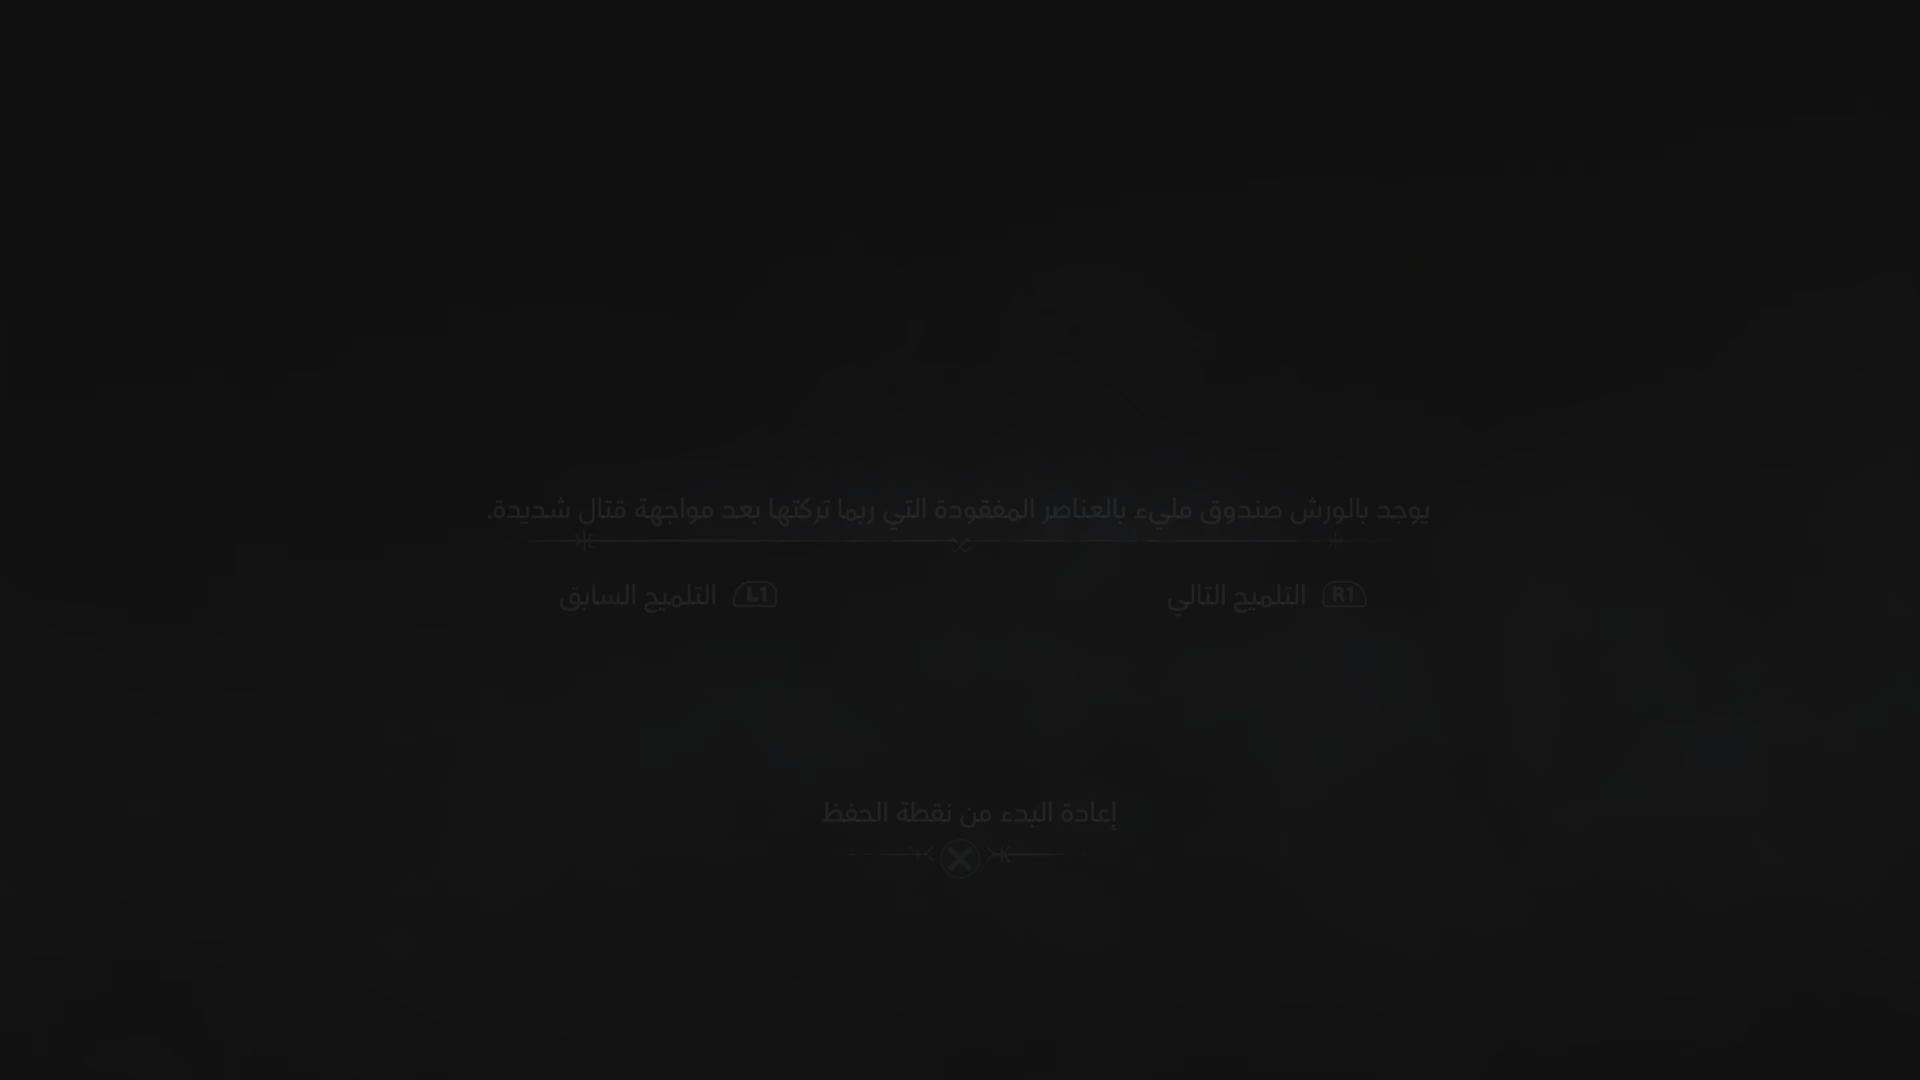 يوجد بالورش صندوق مليء بالعناصر المفقودة التي ربما تركتها بعد مواجهة قتال شديدة.
R1 التلميح التالي
L1 التلميح السابق
إعادة البدء من نقطة الحفظ